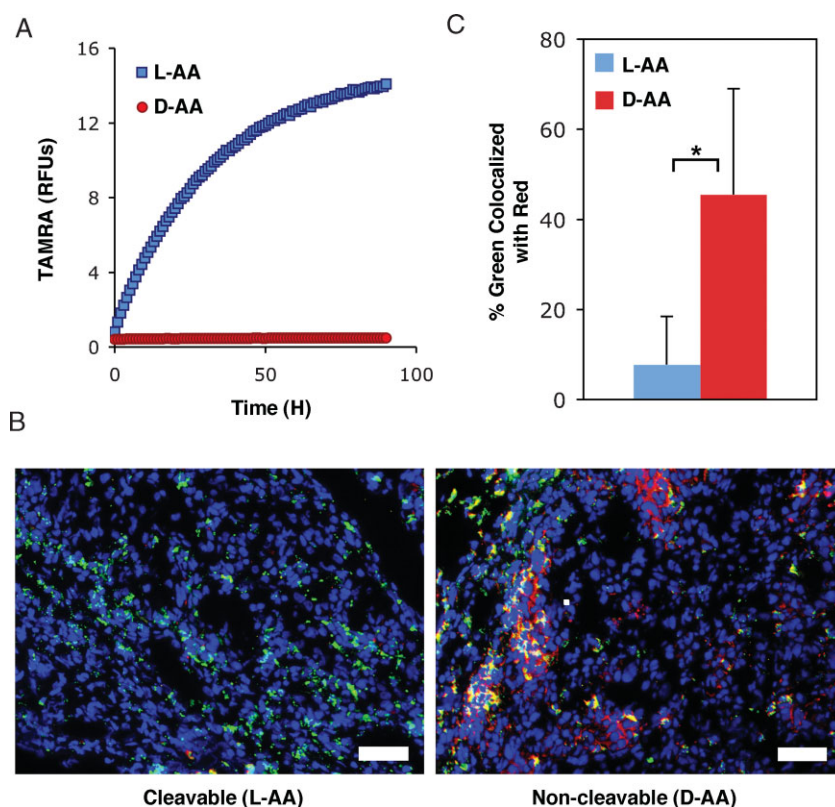 A
TAMRA (RFUs)
16
12
8
4
0
L-AA
D-AA
0
50
100
Time (H)
C
% Green Colocalized
with Red
80
60
40
20
0
L-AA
D-AA
*
B
Cleavable (L-AA)
Non-cleavable (D-AA)